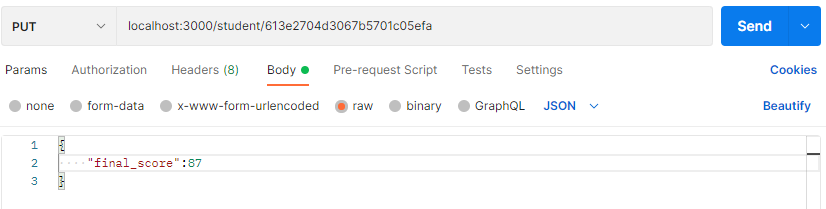 PUT localhost:3000/student/613e2704d3067b5701c05efa Send
Params Authorization Headers (8) Body Pre-request Script Tests Settings Cookies
none form-data x-www-form-urlencoded raw binary GraphQL JSON Beautify
1 {
2 "final_score":87
3 }